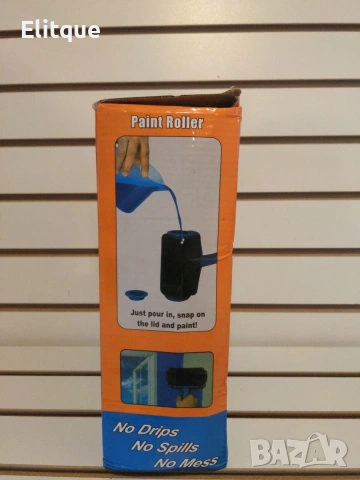 Elitque
Paint Roller
Just pour in, snap on
the lid and paint!
No Drips
No Spills
No Mess
BAZAR